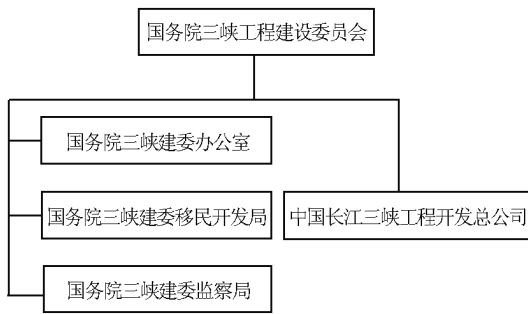 国务院三峡工程建设委员会
国务院三峡建委办公室
国务院三峡建委移民开发局
中国长江三峡工程开发总公司
国务院三峡建委监察局